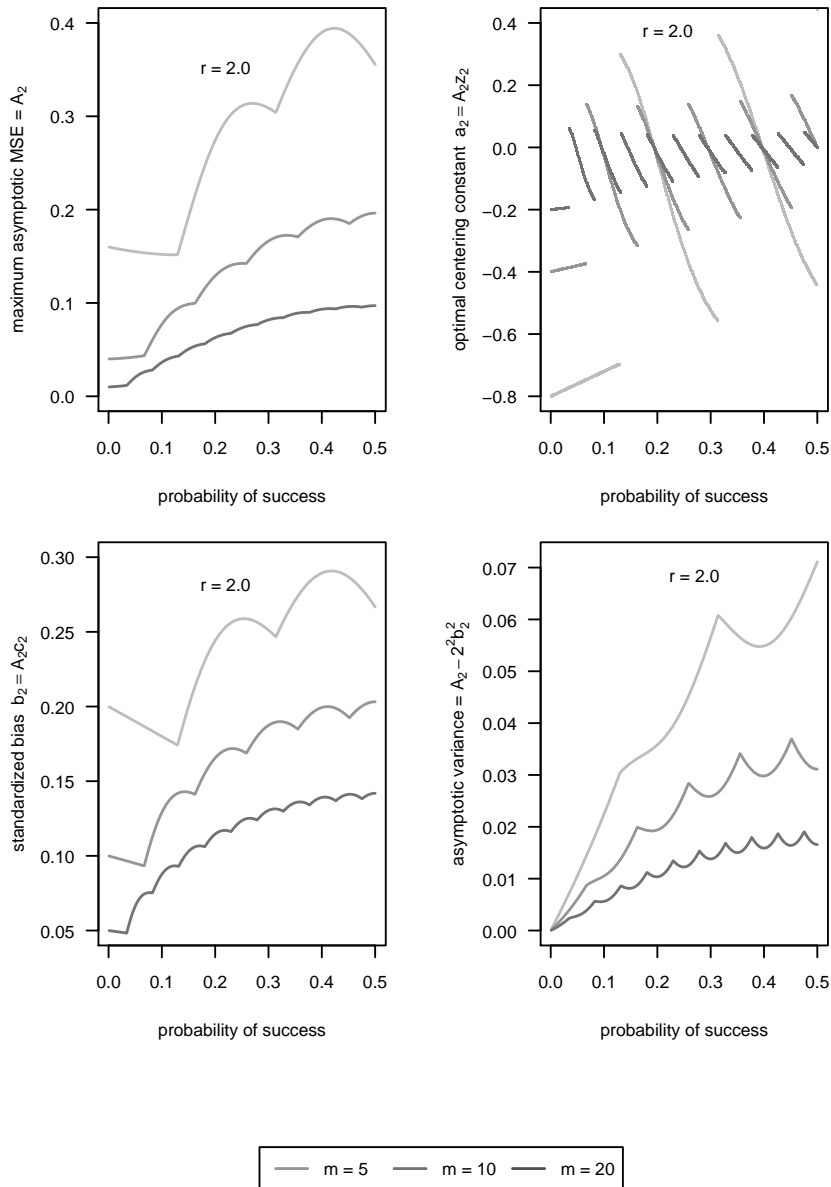 maximum asymptotic MSE = A₂
0.4
0.3
0.2
0.1
0.0
r = 2.0
0.0 0.1 0.2 0.3 0.4 0.5
probability of success
optimal centering constant a₂ = A₂z₂
0.4
0.2
0.0
−0.2
−0.4
−0.6
−0.8
r = 2.0
0.0 0.1 0.2 0.3 0.4 0.5
probability of success
standardized bias b₂ = A₂c₂
0.30
0.25
0.20
0.15
0.10
0.05
r = 2.0
0.0 0.1 0.2 0.3 0.4 0.5
probability of success
asymptotic variance = A₂ − 2²b₂²
0.07
0.06
0.05
0.04
0.03
0.02
0.01
0.00
r = 2.0
0.0 0.1 0.2 0.3 0.4 0.5
probability of success
m = 5 m = 10 m = 20